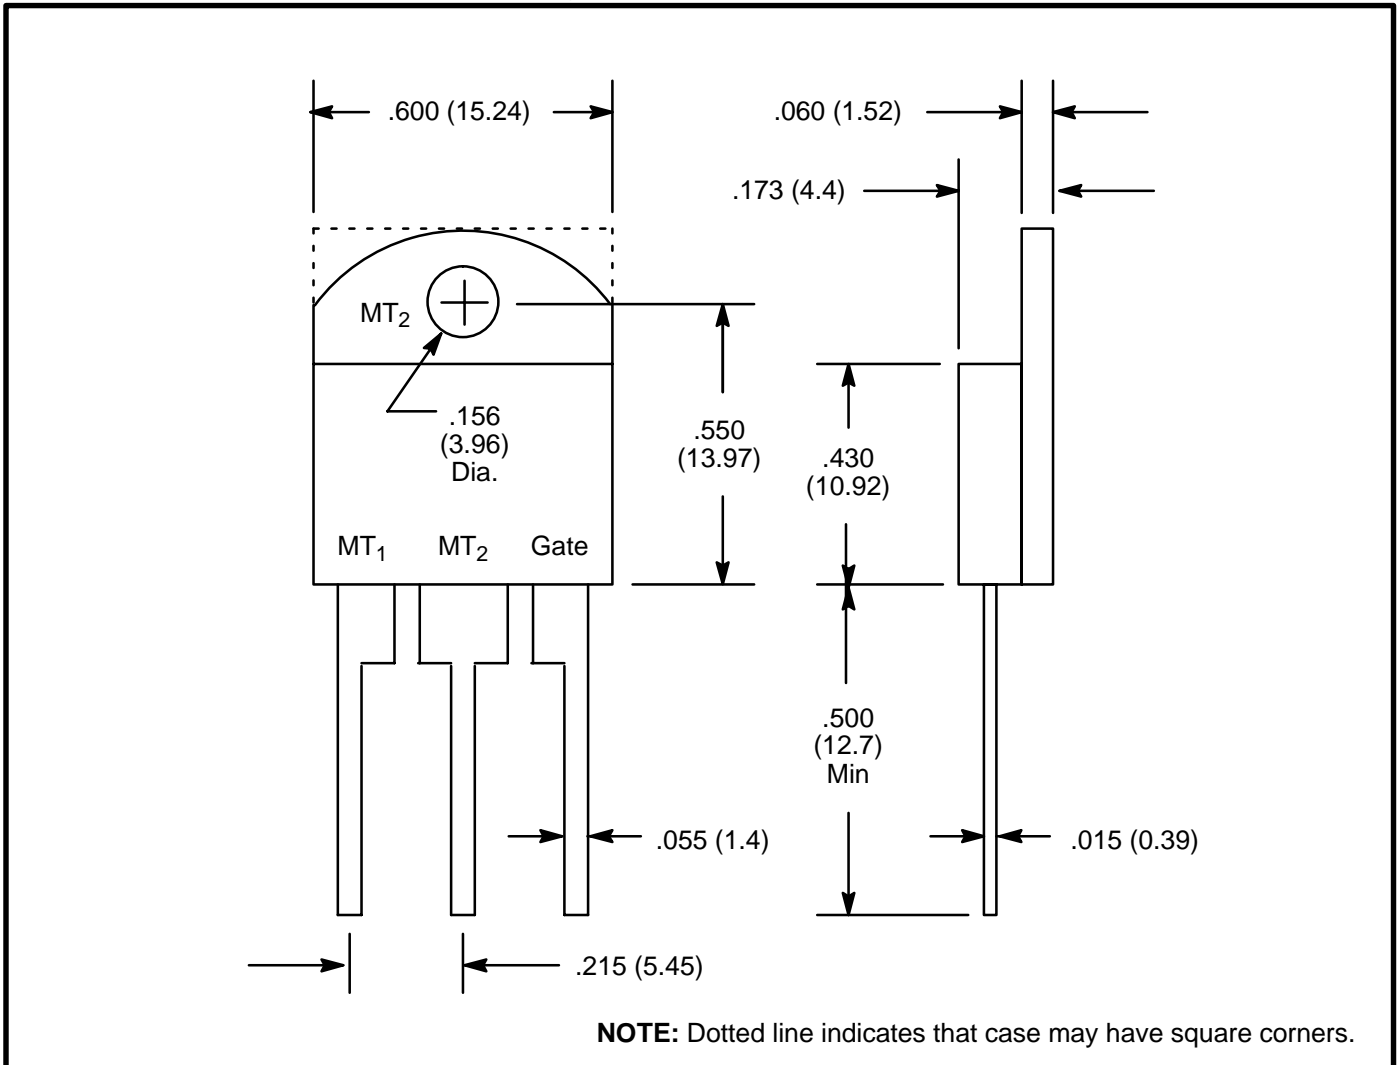 .600 (15.24)
.060 (1.52)
.173 (4.4)
MT2
.156
(3.96)
Dia.
.550
(13.97)
.430
(10.92)
MT1 MT2 Gate
.500
(12.7)
Min
.055 (1.4)
.015 (0.39)
.215 (5.45)
NOTE: Dotted line indicates that case may have square corners.